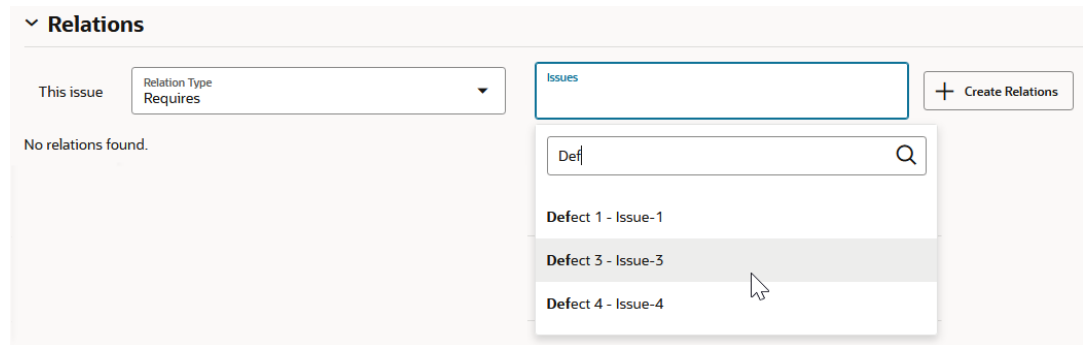 Relations
This issue
Relation Type
Requires
Issues
Create Relations
No relations found.
Def
Defect 1 - Issue-1
Defect 3 - Issue-3
Defect 4 - Issue-4